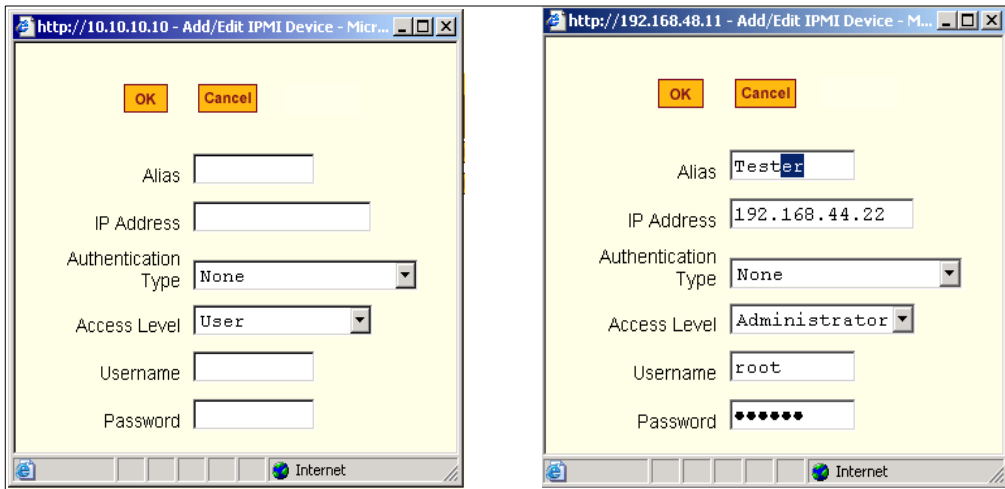 http://10.10.10.10 - Add/Edit IPMI Device - Micr...
OK
Cancel
Alias
IP Address
Authentication
Type
None
Access Level
User
Username
Password
Internet
http://192.168.48.11 - Add/Edit IPMI Device - M...
OK
Cancel
Alias
Tester
IP Address
192.168.44.22
Authentication
Type
None
Access Level
Administrator
Username
root
Password
●●●●●●
Internet